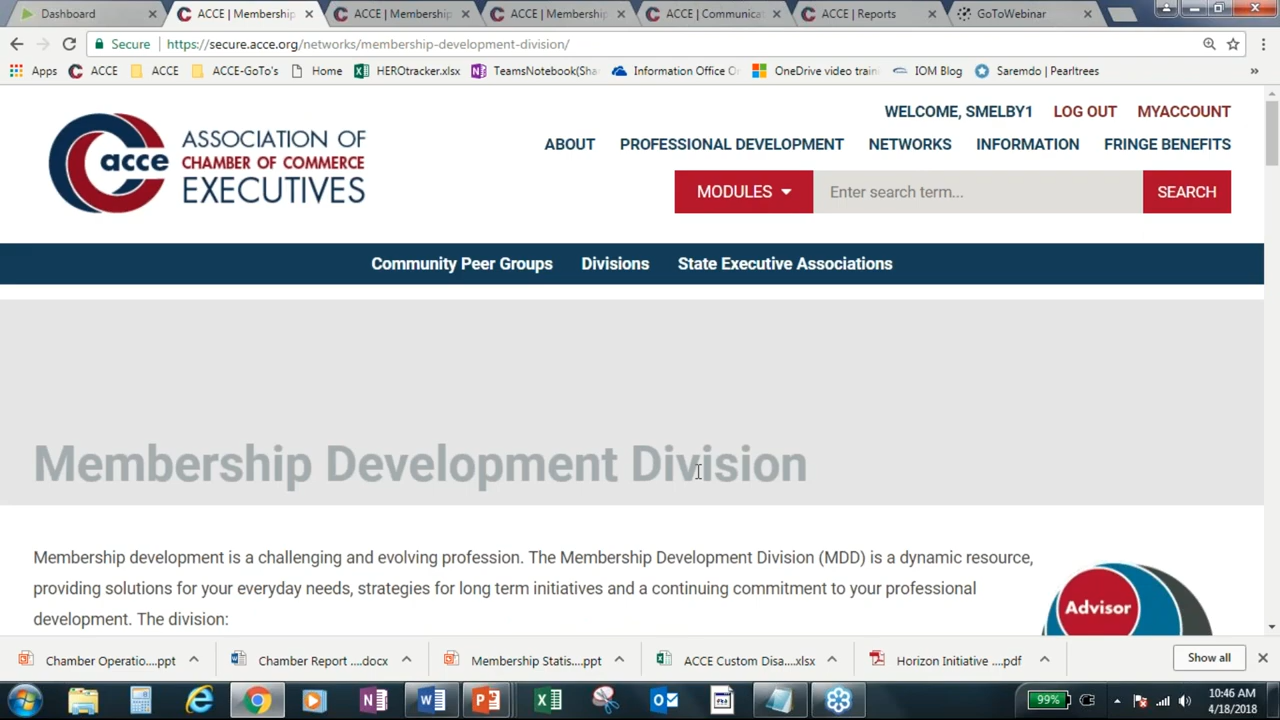 Dashboard
ACCE | Membership
ACCE | Membership
ACCE | Membership
ACCE | Communicat
ACCE | Reports
GoToWebinar
Secure
https://secure.acce.org/networks/membership-development-division/
Apps
ACCE
ACCE
ACCE-GoTo's
Home
HEROtracker.xlsx
TeamsNotebook(Sha
Information Office O
OneDrive video train
IOM Blog
Saremdo | Pearltrees
»
WELCOME, SMELBY1 LOG OUT MYACCOUNT
acce
ASSOCIATION OF
CHAMBER OF COMMERCE
EXECUTIVES
ABOUT PROFESSIONAL DEVELOPMENT NETWORKS INFORMATION FRINGE BENEFITS
MODULES Enter search term... SEARCH
Community Peer Groups Divisions State Executive Associations
Membership Development Division
Membership development is a challenging and evolving profession. The Membership Development Division (MDD) is a dynamic resource,
providing solutions for your everyday needs, strategies for long term initiatives and a continuing commitment to your professional
development. The division:
Advisor
Chamber Operatio....ppt
Chamber Report ....docx
Membership Statis....ppt
ACCE Custom Disa....xlsx
Horizon Initiative ....pdf
Show all
99%
10:46 AM
4/18/2018